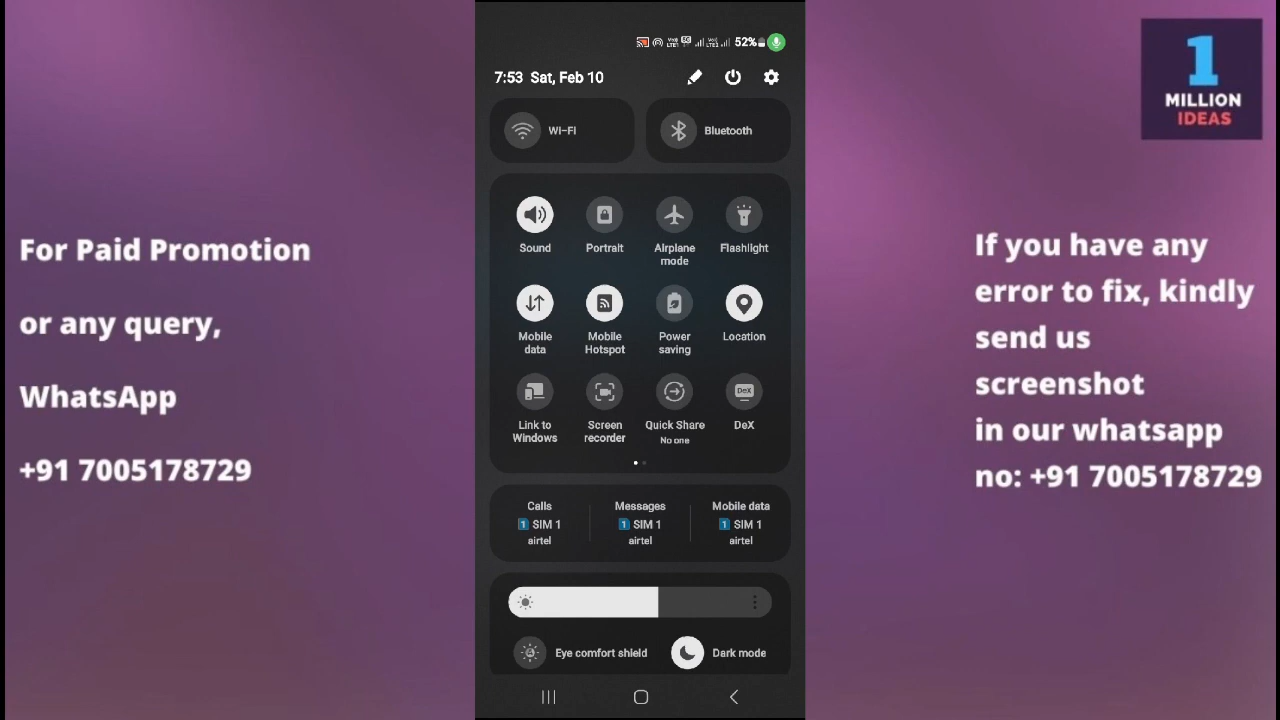 For Paid Promotion
or any query,
WhatsApp
+91 7005178729
52%
7:53 Sat, Feb 10
Wi-Fi
Bluetooth
Sound
Portrait
Airplane
mode
Flashlight
Mobile
data
Mobile
Hotspot
Power
saving
Location
Link to
Windows
Screen
recorder
Quick Share
No one
DeX
DeX
Calls
1 SIM 1
airtel
Messages
1 SIM 1
airtel
Mobile data
1 SIM 1
airtel
Eye comfort shield
Dark mode
1
MILLION
IDEAS
If you have any
error to fix, kindly
send us
screenshot
in our whatsapp
no: +91 7005178729